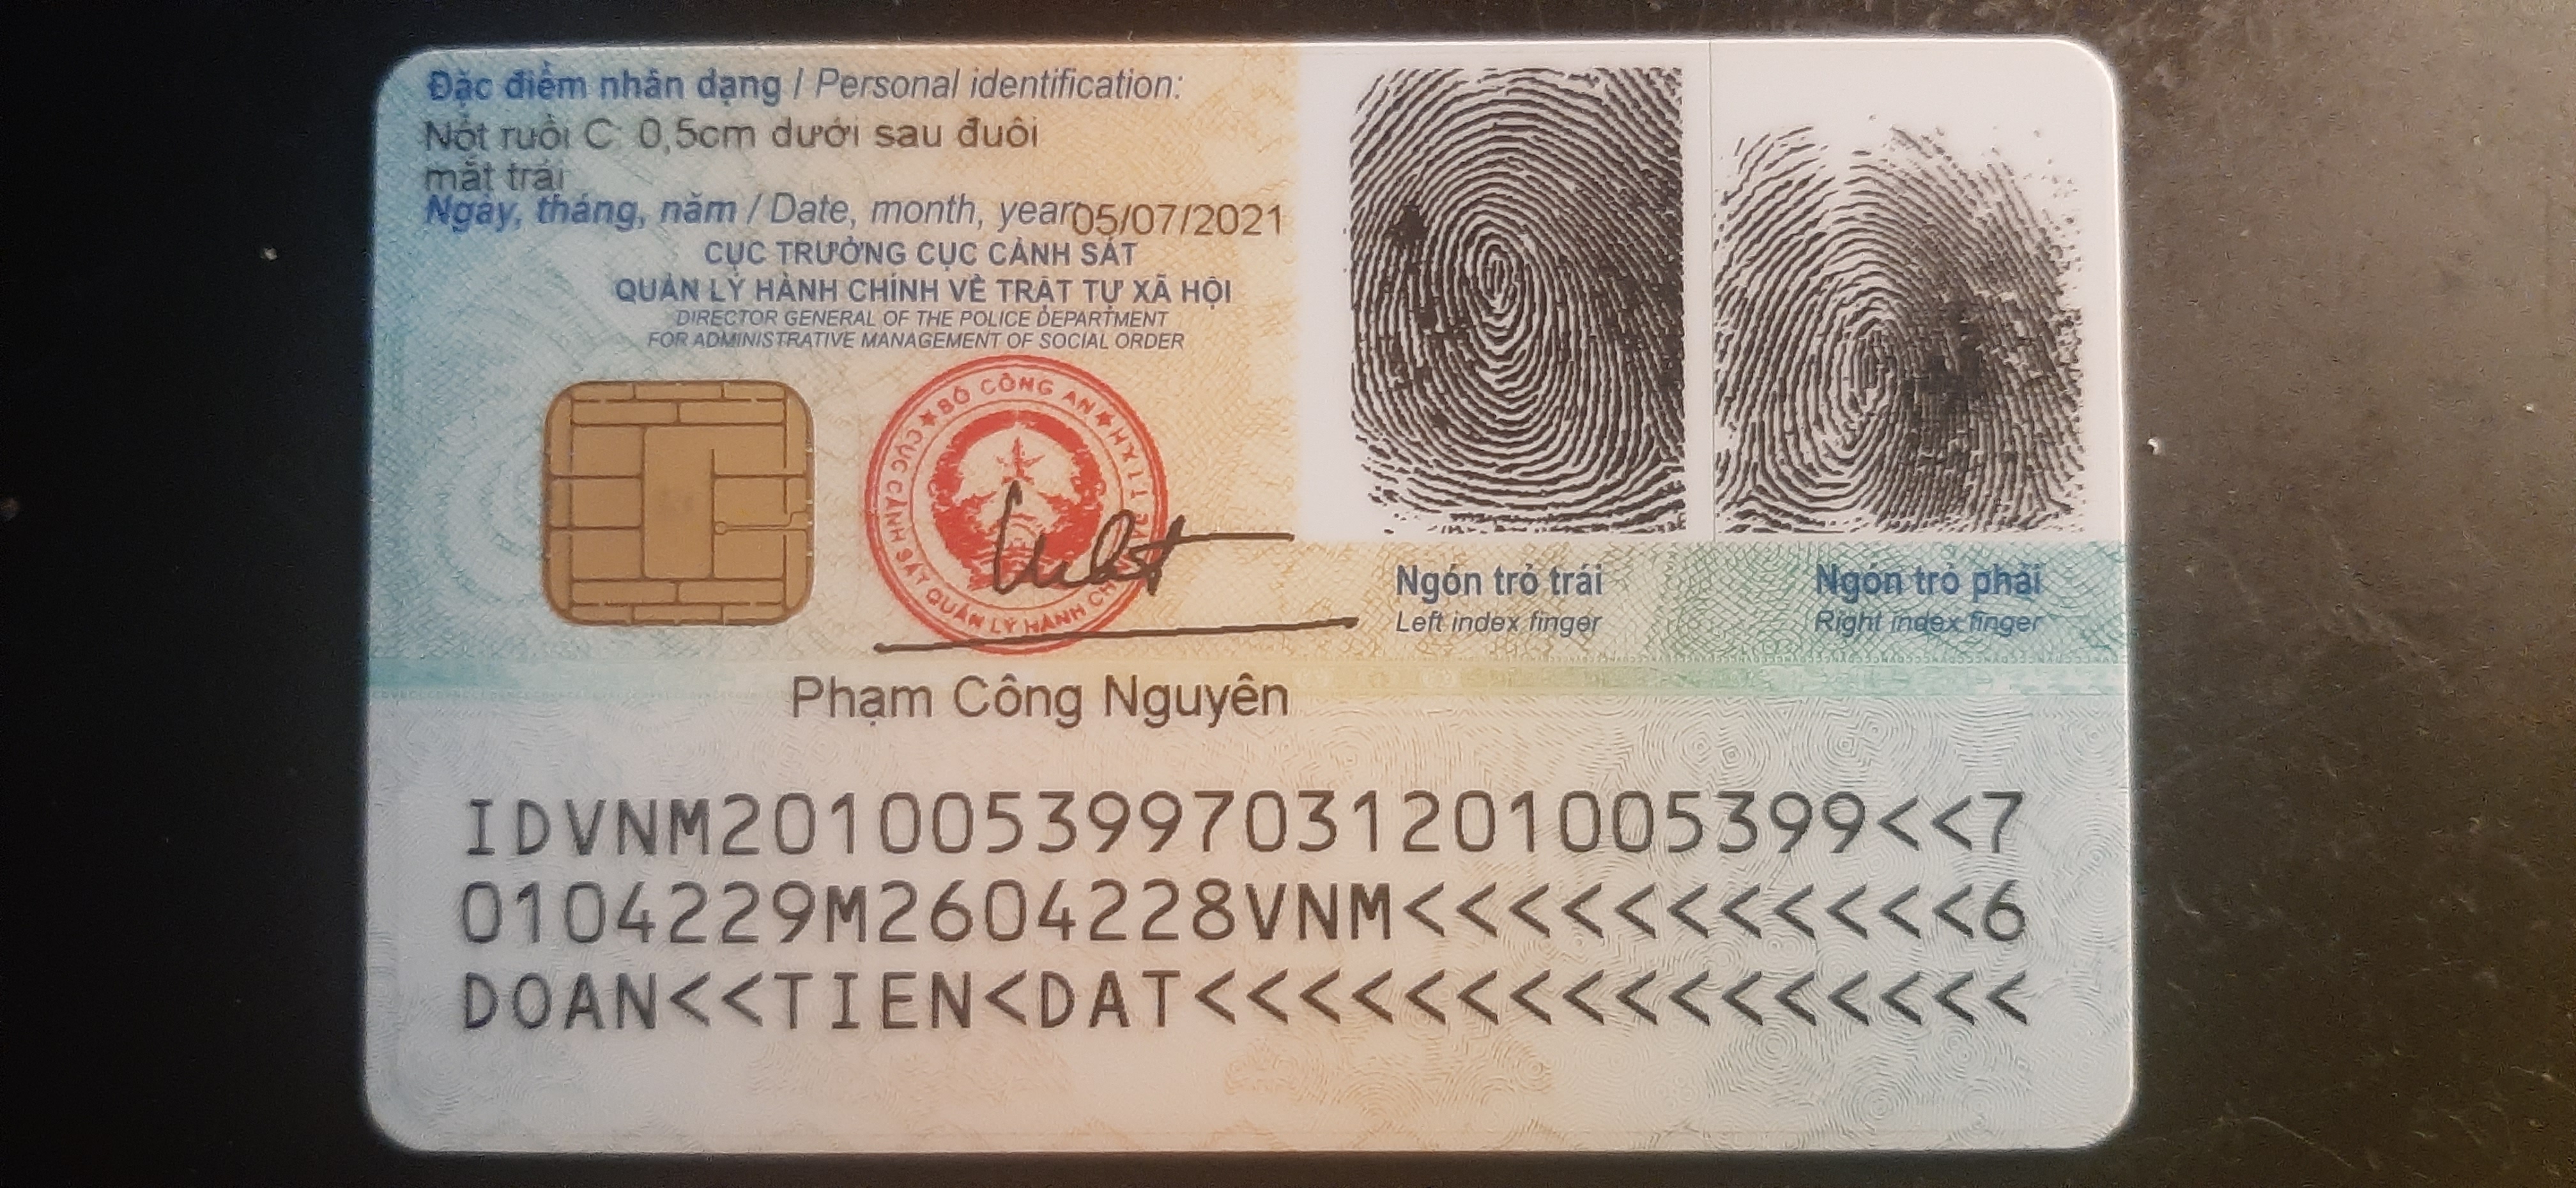 Đặc điểm nhân dạng / Personal identification:
Nốt ruồi C: 0,5cm dưới sau đuôi
mắt trái
Ngày, tháng, năm / Date, month, year: 05/07/2021
CỤC TRƯỞNG CỤC CẢNH SÁT
QUẢN LÝ HÀNH CHÍNH VỀ TRẬT TỰ XÃ HỘI
DIRECTOR GENERAL OF THE POLICE DEPARTMENT
FOR ADMINISTRATIVE MANAGEMENT OF SOCIAL ORDER
BỘ CÔNG AN
CỤC CẢNH SÁT QUẢN LÝ HÀNH CH
Ngón trỏ trái
Left index finger
Ngón trỏ phải
Right index finger
Phạm Công Nguyên
IDVNM2010053997031201005399<<7
0104229M2604228VNM<<<<<<<<<<<6
DOAN<<TIEN<DAT<<<<<<<<<<<<<<<<